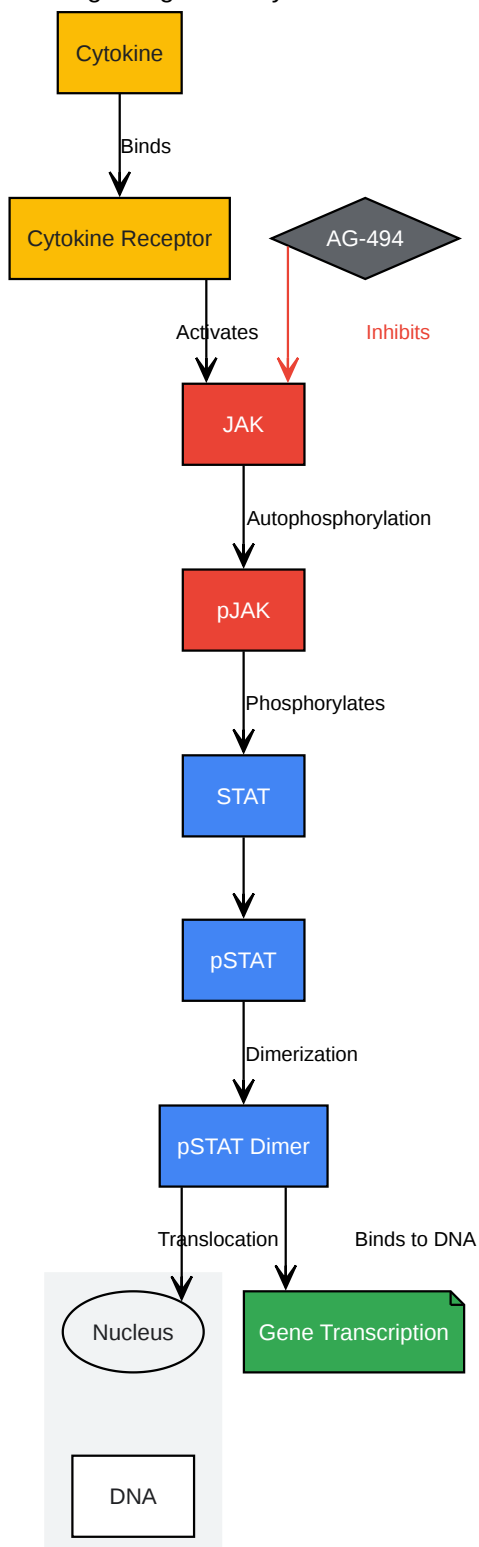 Cytokine
Binds
Cytokine Receptor
AG-494
Activates
Inhibits
JAK
Autophosphorylation
pJAK
Phosphorylates
STAT
pSTAT
Dimerization
pSTAT Dimer
Translocation
Binds to DNA
Nucleus
Gene Transcription
DNA